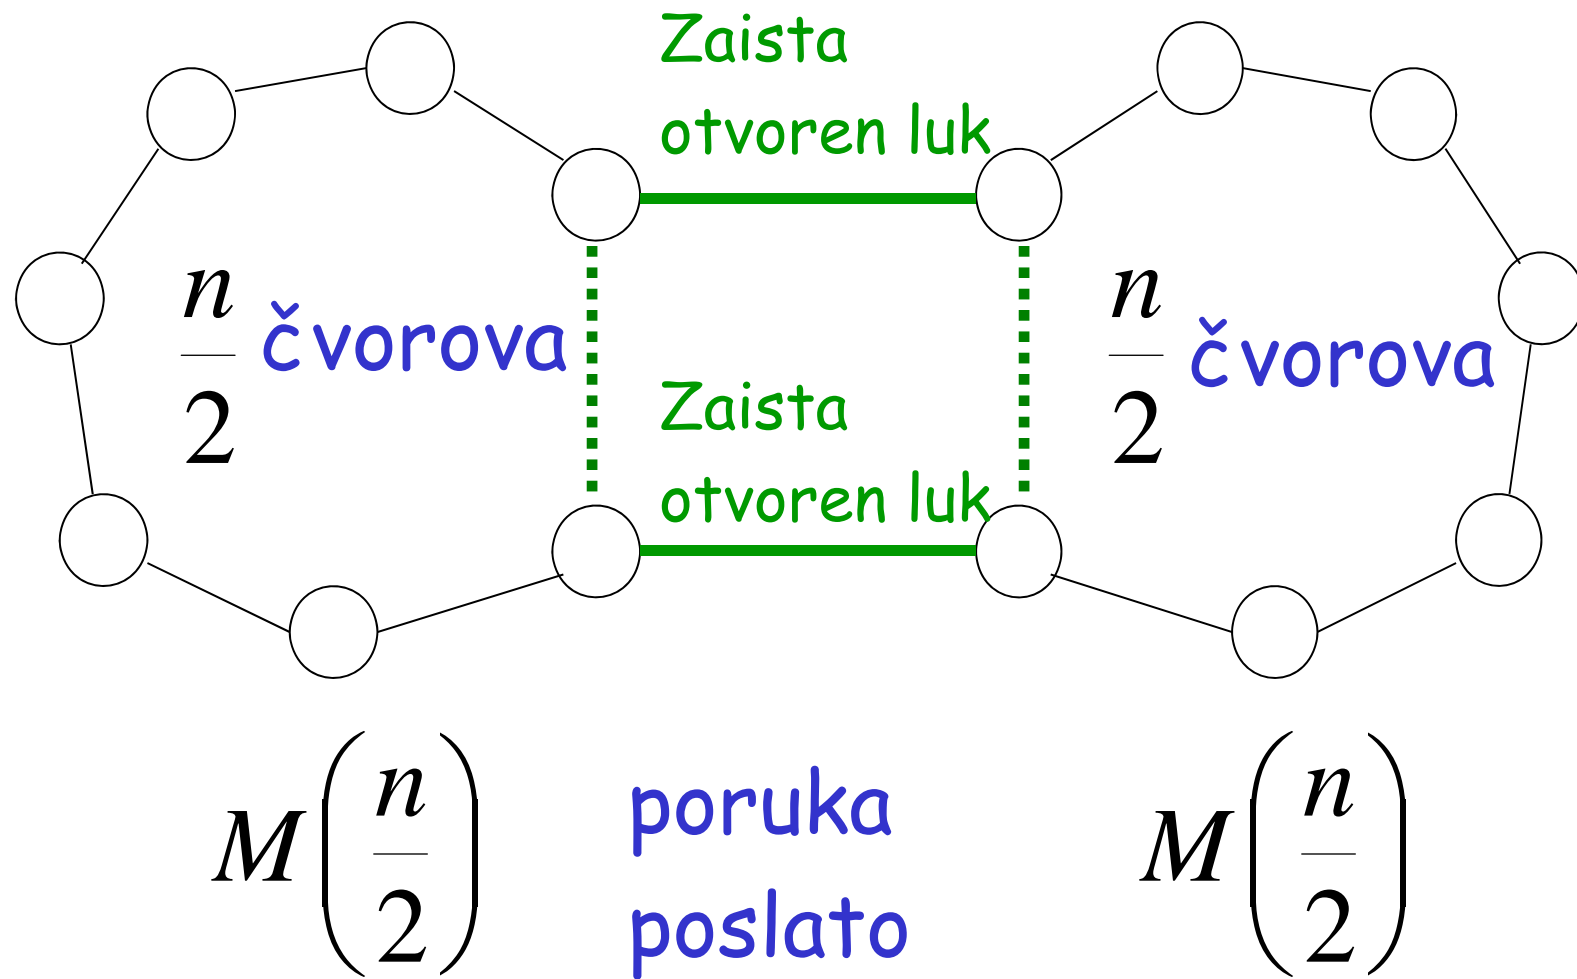 Zaista
otvoren luk
n/2 čvorova
n/2 čvorova
Zaista
otvoren luk
M(n/2)
poruka
poslato
M(n/2)